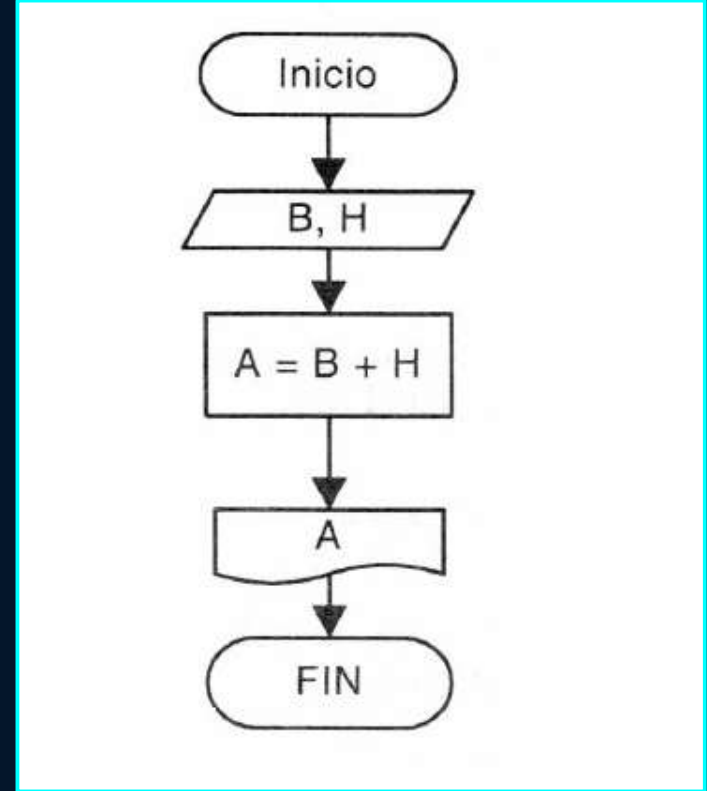 Inicio
B, H
A = B + H
A
FIN